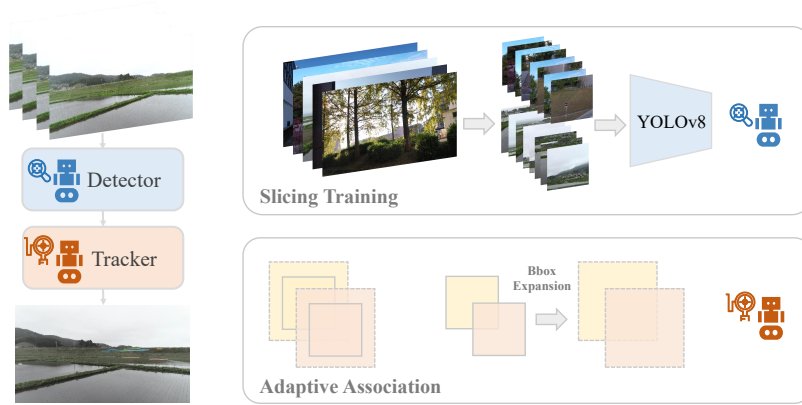 Detector
Tracker
YOLOv8
Slicing Training
Bbox
Expansion
Adaptive Association